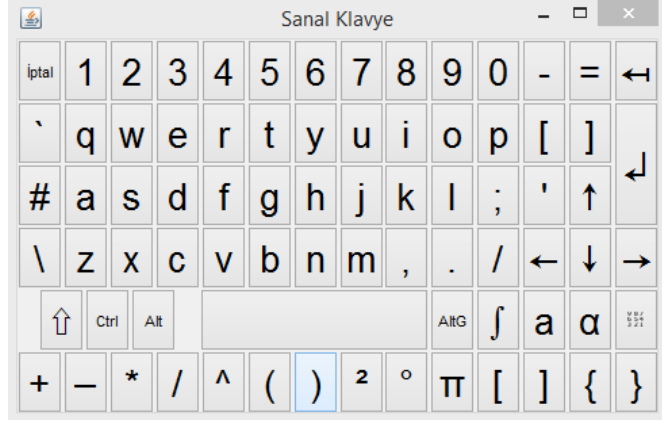 Sanal Klavye
İptal 1 2 3 4 5 6 7 8 9 0 - = ↤
` q w e r t y u i o p [ ] ↲
# a s d f g h j k l ; ' ↑
\ z x c v b n m , . / ← ↓ →
⇧ Ctrl Alt AltG ∫ a α
+ – * / ^ ( ) ² ° π [ ] { }